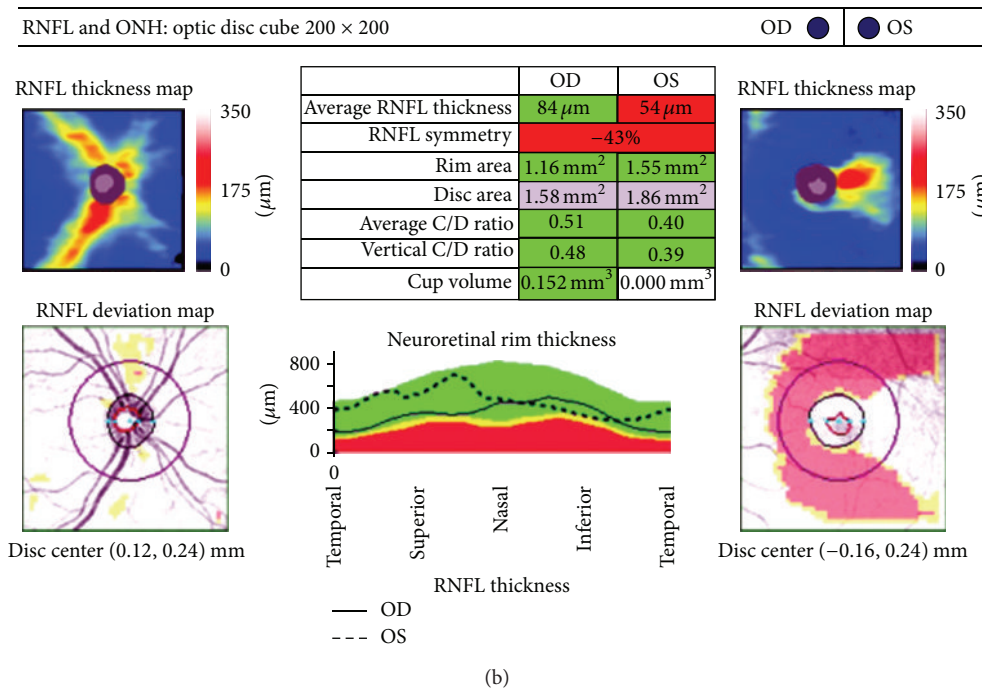 RNFL and ONH: optic disc cube 200 × 200 OD OS
RNFL thickness map
350
175
0
(μm)
OD OS
Average RNFL thickness 84 μm 54 μm
RNFL symmetry −43%
Rim area 1.16 mm² 1.55 mm²
Disc area 1.58 mm² 1.86 mm²
Average C/D ratio 0.51 0.40
Vertical C/D ratio 0.48 0.39
Cup volume 0.152 mm³ 0.000 mm³
RNFL thickness map
350
175
0
(μm)
RNFL deviation map
Disc center (0.12, 0.24) mm
Neuroretinal rim thickness
800
400
0
(μm)
0
Temporal
Superior
Nasal
Inferior
Temporal
RNFL thickness
OD
OS
RNFL deviation map
Disc center (−0.16, 0.24) mm
(b)